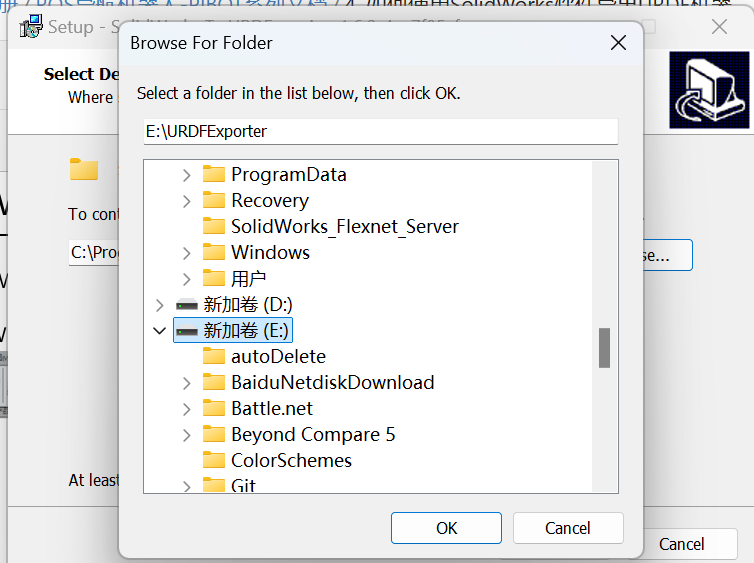 Setup -
Browse For Folder
Select De
Where
Select a folder in the list below, then click OK.
E:\URDFExporter
ProgramData
Recovery
SolidWorks_Flexnet_Server
Windows
用户
新加卷 (D:)
新加卷 (E:)
autoDelete
BaiduNetdiskDownload
Battle.net
Beyond Compare 5
ColorSchemes
Git
To cont
C:\Prog
se...
At least
OK
Cancel
Cancel